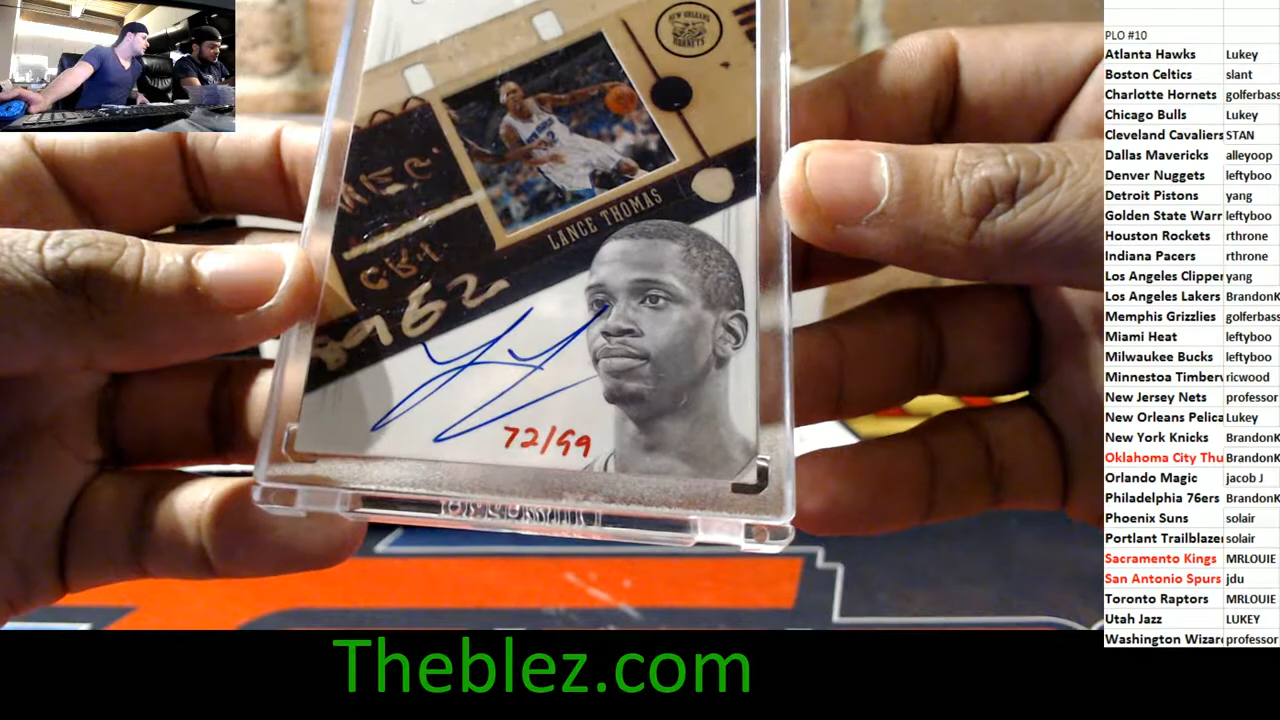 NEW ORLEANS
HORNETS
LANCE THOMAS
72/99
Theblez.com
PLO #10
Atlanta Hawks Lukey
Boston Celtics slant
Charlotte Hornets golferbass
Chicago Bulls Lukey
Cleveland Cavaliers STAN
Dallas Mavericks alleyoop
Denver Nuggets leftyboo
Detroit Pistons yang
Golden State Warr leftyboo
Houston Rockets rthrone
Indiana Pacers rthrone
Los Angeles Clipper yang
Los Angeles Lakers BrandonK
Memphis Grizzlies golferbass
Miami Heat leftyboo
Milwaukee Bucks leftyboo
Minnestoa Timberv ricwood
New Jersey Nets professor
New Orleans Pelica Lukey
New York Knicks BrandonK
Oklahoma City Thu BrandonK
Orlando Magic jacob J
Philadelphia 76ers BrandonK
Phoenix Suns solair
Portlant Trailblazer solair
Sacramento Kings MRLOUIE
San Antonio Spurs jdu
Toronto Raptors MRLOUIE
Utah Jazz LUKEY
Washington Wizar professor